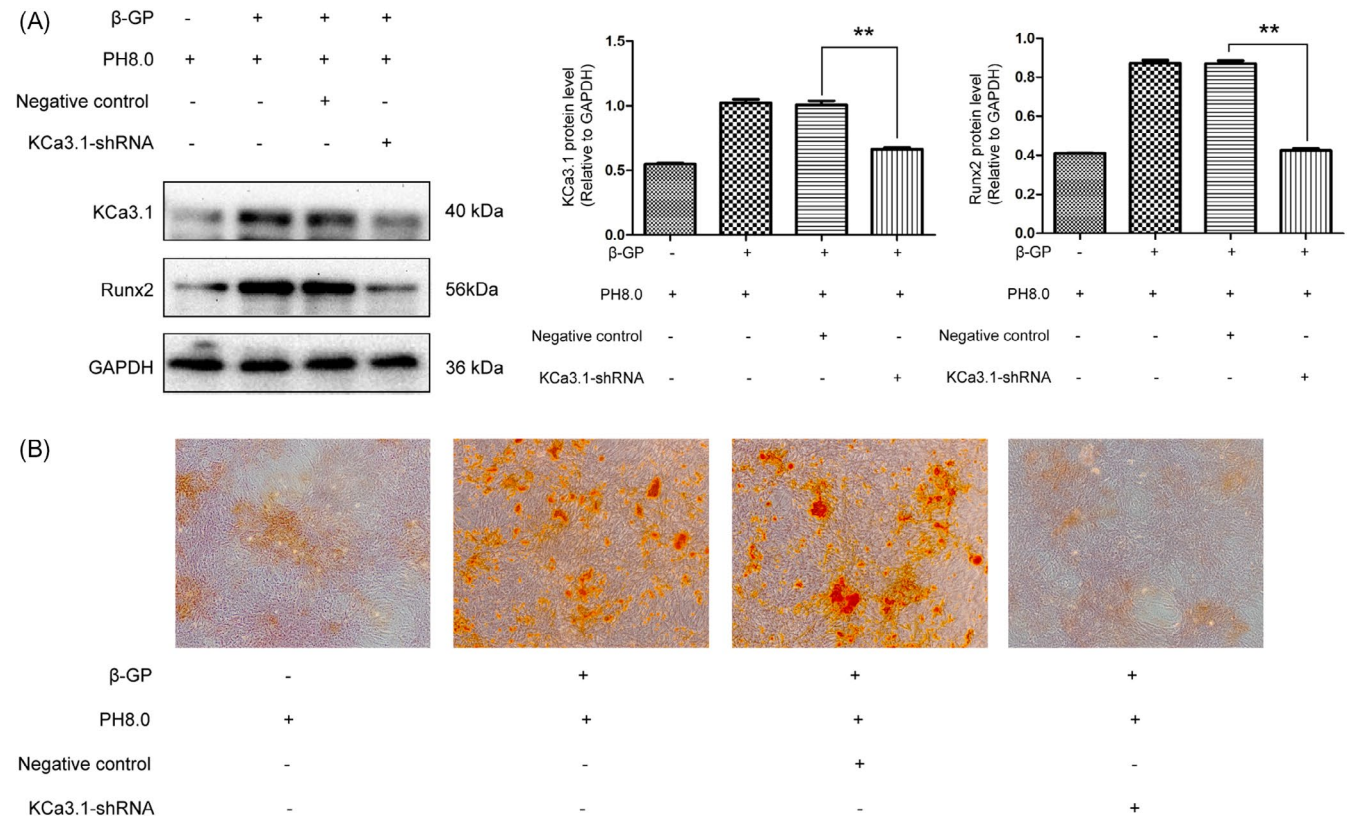 (A)
β-GP - + + +
PH8.0 + + + +
Negative control - - + -
KCa3.1-shRNA - - - +
KCa3.1 40 kDa
Runx2 56kDa
GAPDH 36 kDa
KCa3.1 protein level
(Relative to GAPDH)
1.5
1.0
0.5
0.0
**
β-GP - + + +
PH8.0 + + + +
Negative control - - + -
KCa3.1-shRNA - - - +
Runx2 protein level
(Relative to GAPDH)
1.0
0.8
0.6
0.4
0.2
0.0
**
β-GP - + + +
PH8.0 + + + +
Negative control - - + -
KCa3.1-shRNA - - - +
(B)
β-GP - + + +
PH8.0 + + + +
Negative control - - + -
KCa3.1-shRNA - - - +